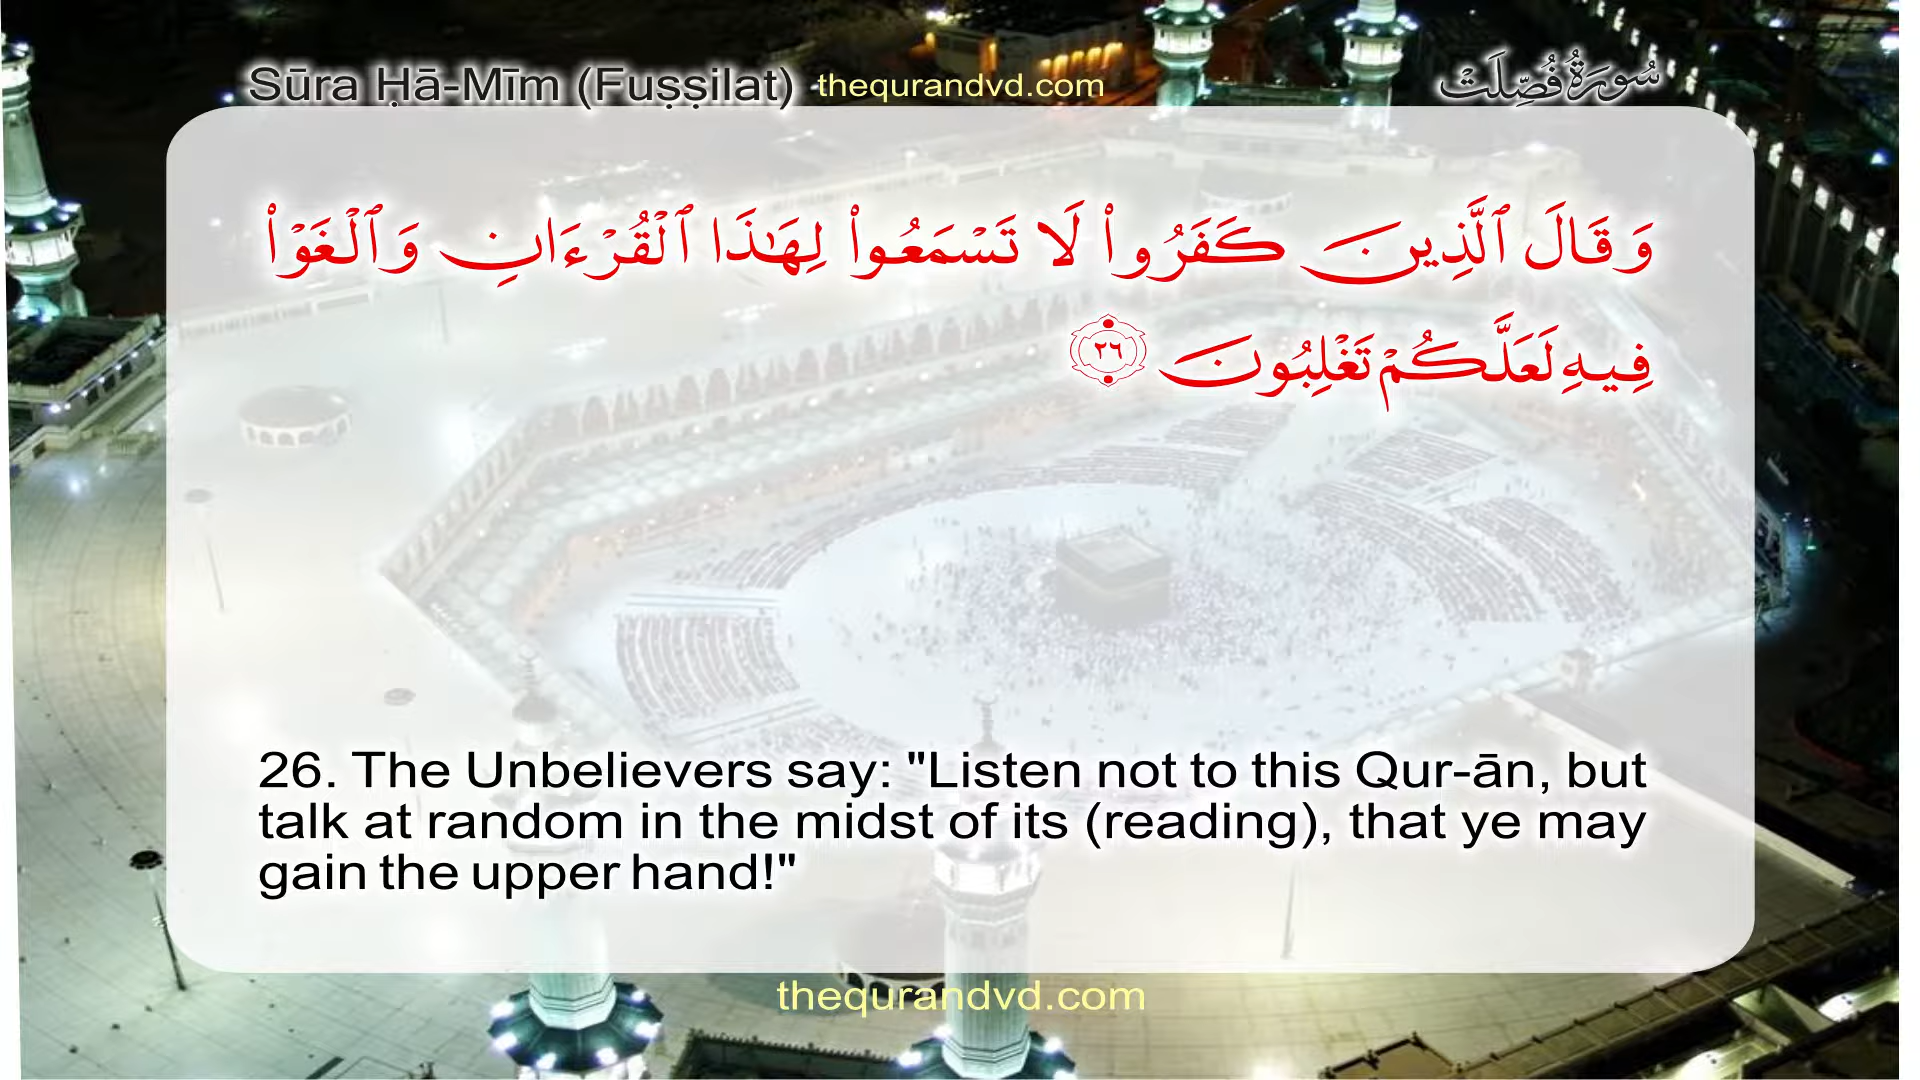 Sūra Ḥā-Mīm (Fuṣṣilat) thequrandvd.com سُورَةُ فُصِّلَتْ
وَقَالَ ٱلَّذِينَ كَفَرُوا۟ لَا تَسْمَعُوا۟ لِهَـٰذَا ٱلْقُرْءَانِ وَٱلْغَوْا۟
فِيهِ لَعَلَّكُمْ تَغْلِبُونَ ٢٦
26. The Unbelievers say: "Listen not to this Qur-ān, but
talk at random in the midst of its (reading), that ye may
gain the upper hand!"
thequrandvd.com